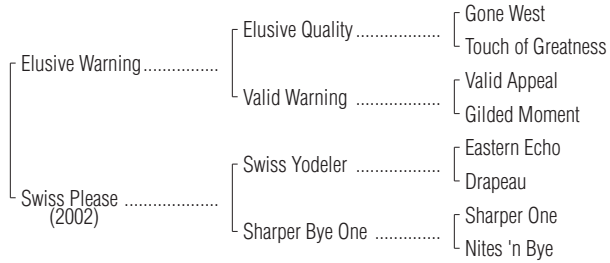 Gone West
Elusive Quality ..................
Touch of Greatness
Elusive Warning................
Valid Appeal
Valid Warning ....................
Gilded Moment
Eastern Echo
Swiss Yodeler ....................
Drapeau
Swiss Please ....................
(2002)
Sharper One
Sharper Bye One ...............
Nites 'n Bye